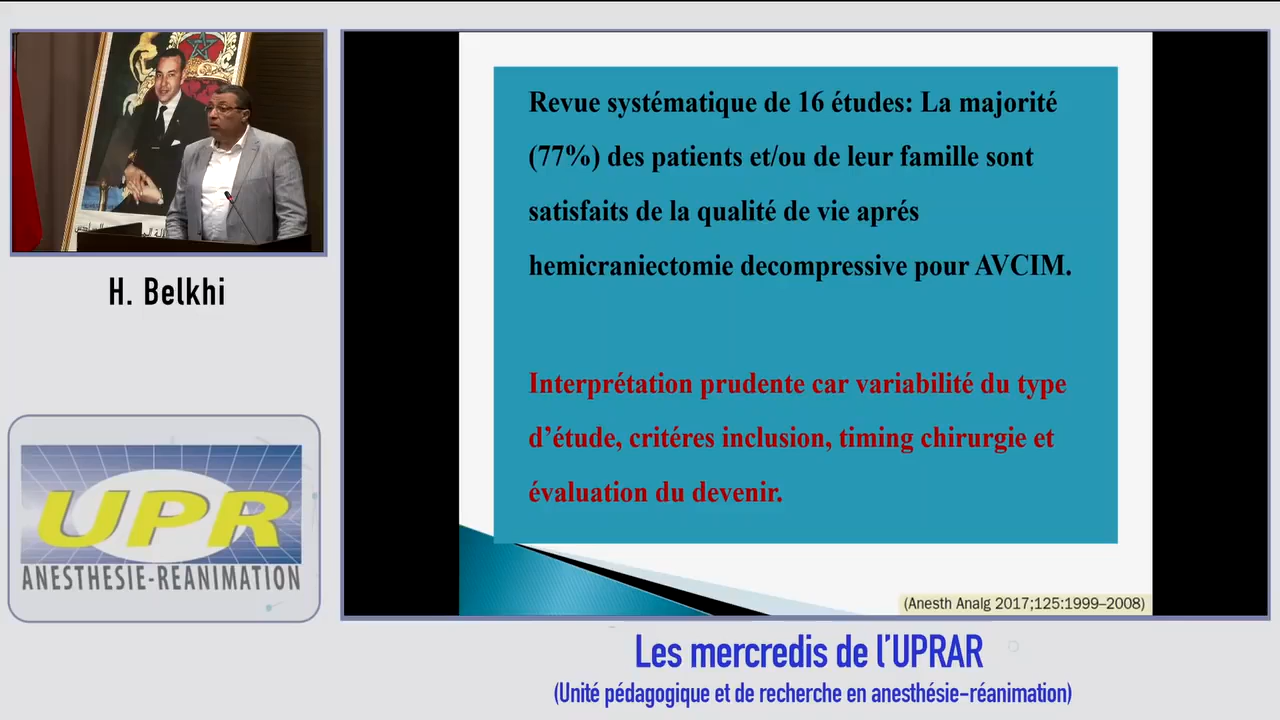 Revue systématique de 16 études: La majorité
(77%) des patients et/ou de leur famille sont
satisfaits de la qualité de vie aprés
hemicraniectomie decompressive pour AVCIM.
Interprétation prudente car variabilité du type
d’étude, critéres inclusion, timing chirurgie et
évaluation du devenir.
(Anesth Analg 2017;125:1999–2008)
H. Belkhi
UPR
ANESTHESIE-REANIMATION
Les mercredis de l’UPRAR
(Unité pédagogique et de recherche en anesthésie-réanimation)